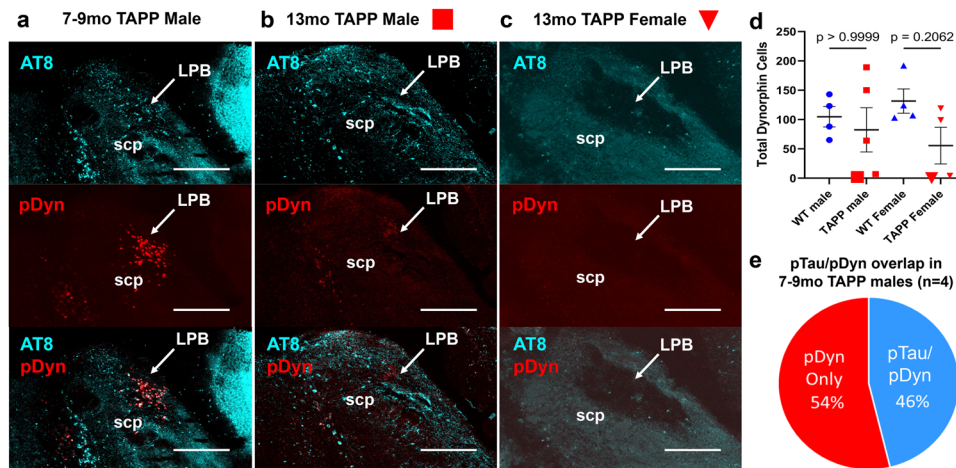 a 7-9mo TAPP Male
b 13mo TAPP Male
c 13mo TAPP Female
AT8
LPB
scp
AT8
LPB
scp
AT8
LPB
scp
pDyn
LPB
scp
pDyn
LPB
scp
pDyn
LPB
scp
AT8
pDyn
LPB
scp
AT8
pDyn
LPB
scp
AT8
pDyn
LPB
scp
d
p > 0.9999
p = 0.2062
Total Dynorphin Cells
250
200
150
100
50
0
WT male
TAPP male
WT Female
TAPP Female
e
pTau/pDyn overlap in
7-9mo TAPP males (n=4)
pDyn
Only
54%
pTau/
pDyn
46%